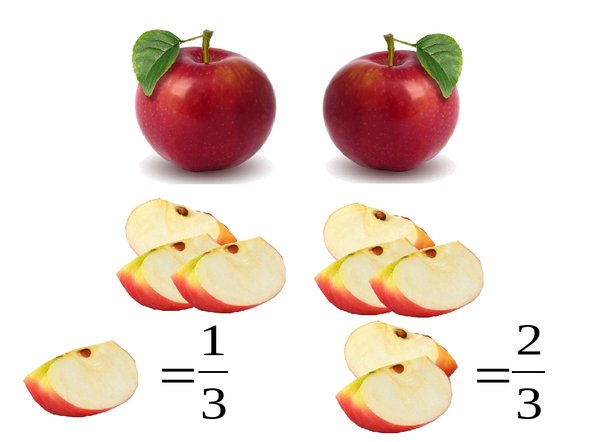 = 1/3
= 2/3